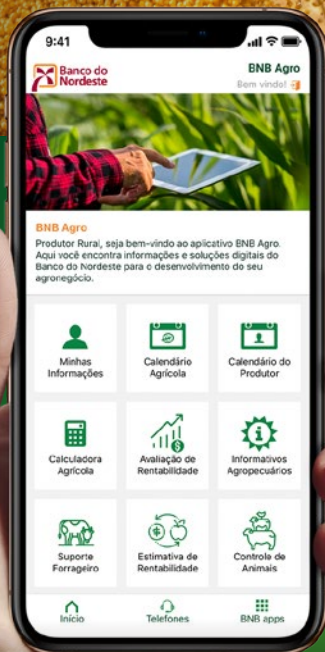 9:41
Banco do
Nordeste
BNB Agro
Bem vindo!
BNB Agro
Produtor Rural, seja bem-vindo ao aplicativo BNB Agro.
Aqui você encontra informações e soluções digitais do
Banco do Nordeste para o desenvolvimento do seu
agronegócio.
Minhas
Informações
Calendário
Agrícola
Calendário do
Produtor
Calculadora
Agrícola
Avaliação de
Rentabilidade
Informativos
Agropecuários
Suporte
Forrageiro
Estimativa de
Rentabilidade
Controle de
Animais
Início
Telefones
BNB apps